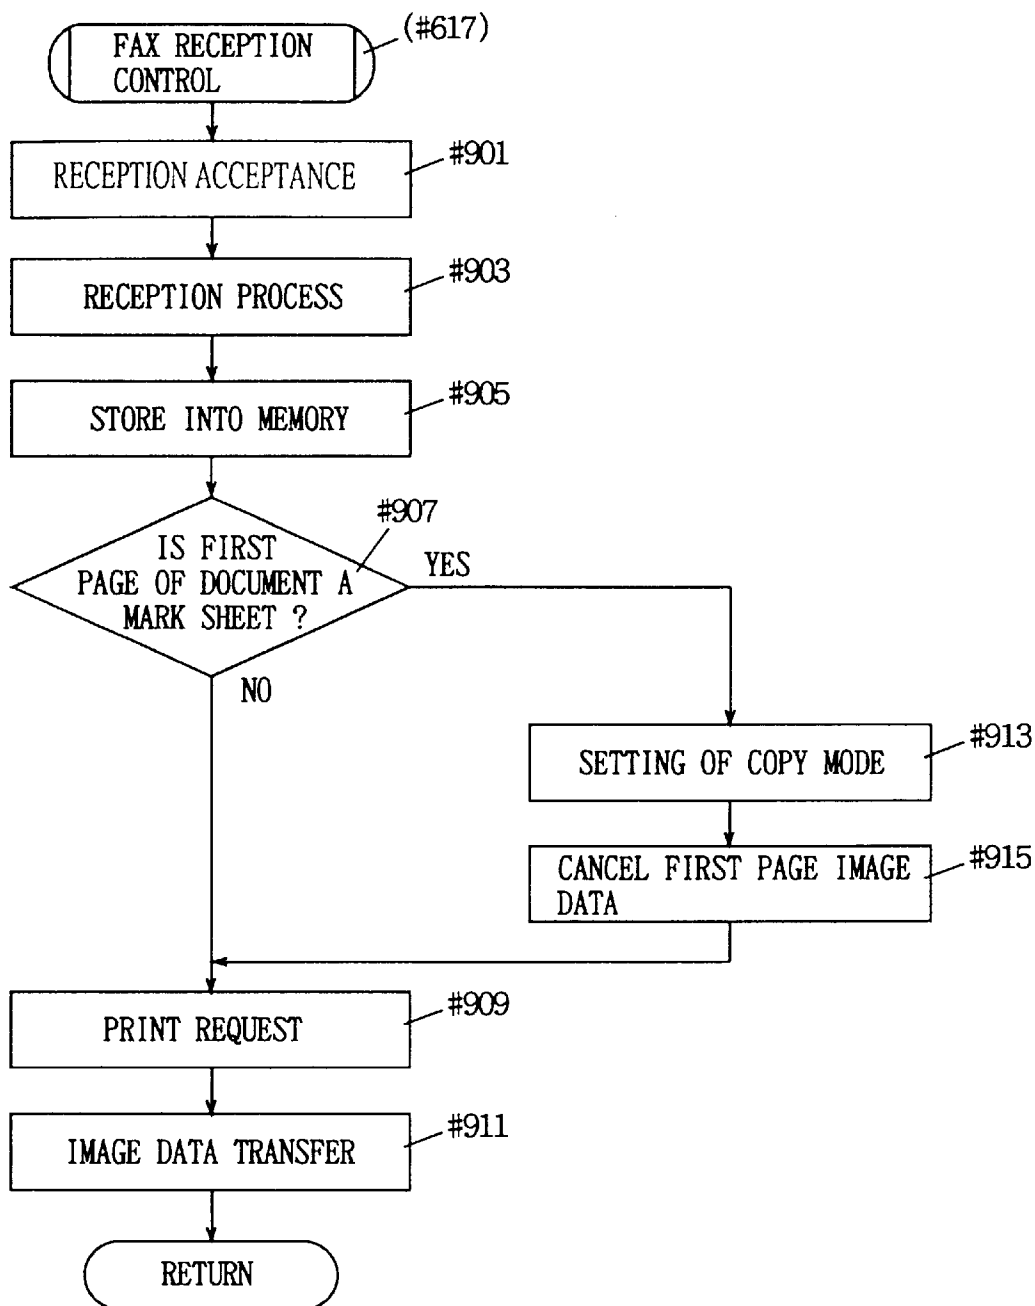 (#617)
FAX RECEPTION
CONTROL
#901
RECEPTION ACCEPTANCE
#903
RECEPTION PROCESS
#905
STORE INTO MEMORY
#907
IS FIRST
PAGE OF DOCUMENT A
MARK SHEET ?
YES
NO
#913
SETTING OF COPY MODE
#915
CANCEL FIRST PAGE IMAGE
DATA
#909
PRINT REQUEST
#911
IMAGE DATA TRANSFER
RETURN